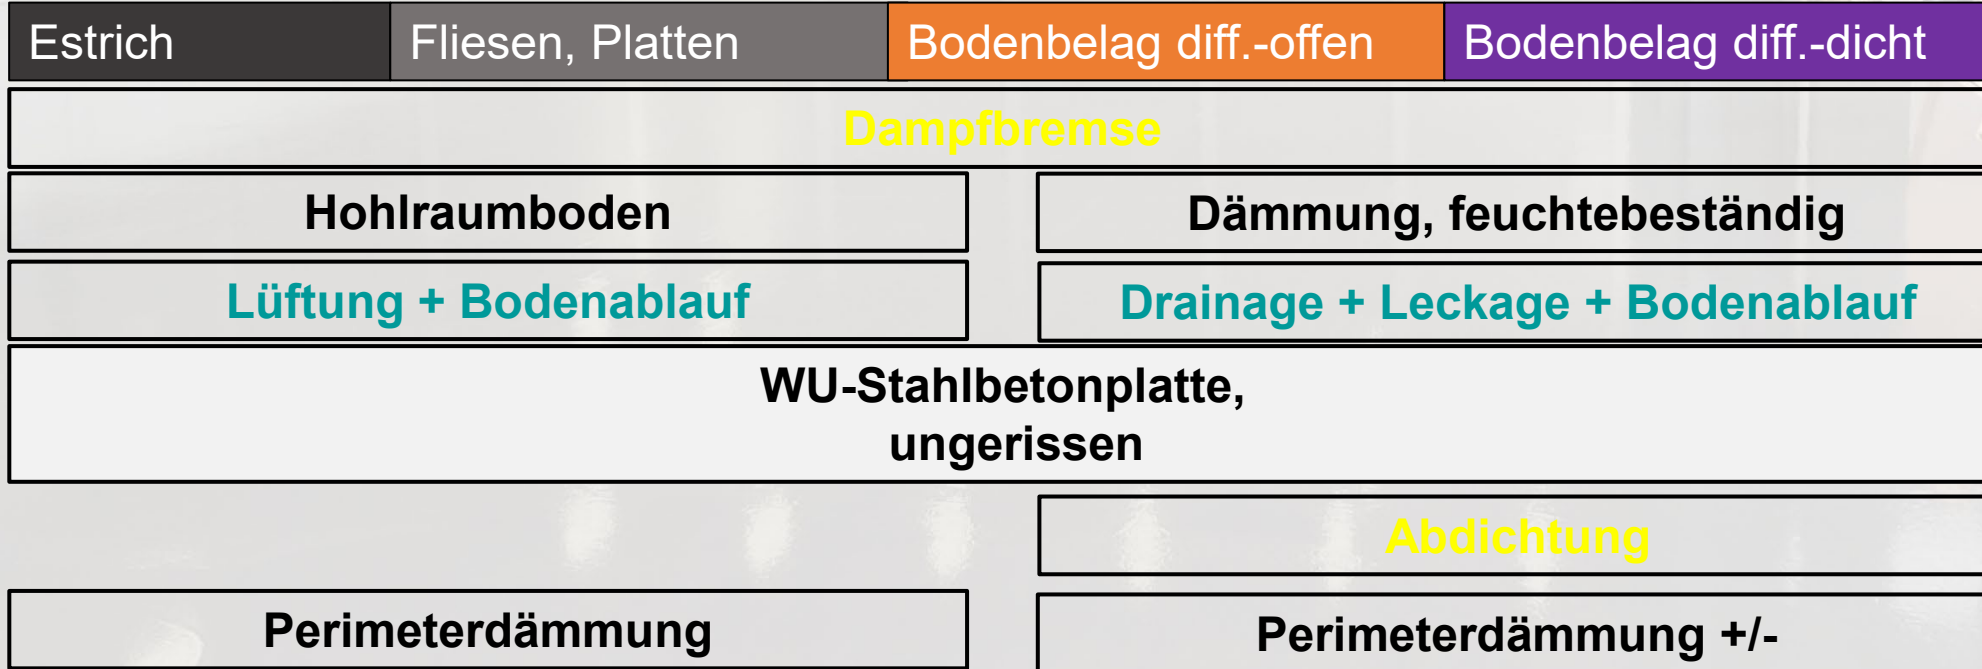 Estrich
Fliesen, Platten
Bodenbelag diff.-offen
Bodenbelag diff.-dicht
Dampfbremse
Hohlraumboden
Dämmung, feuchtebeständig
Lüftung + Bodenablauf
Drainage + Leckage + Bodenablauf
WU-Stahlbetonplatte,
ungerissen
Abdichtung
Perimeterdämmung
Perimeterdämmung +/-